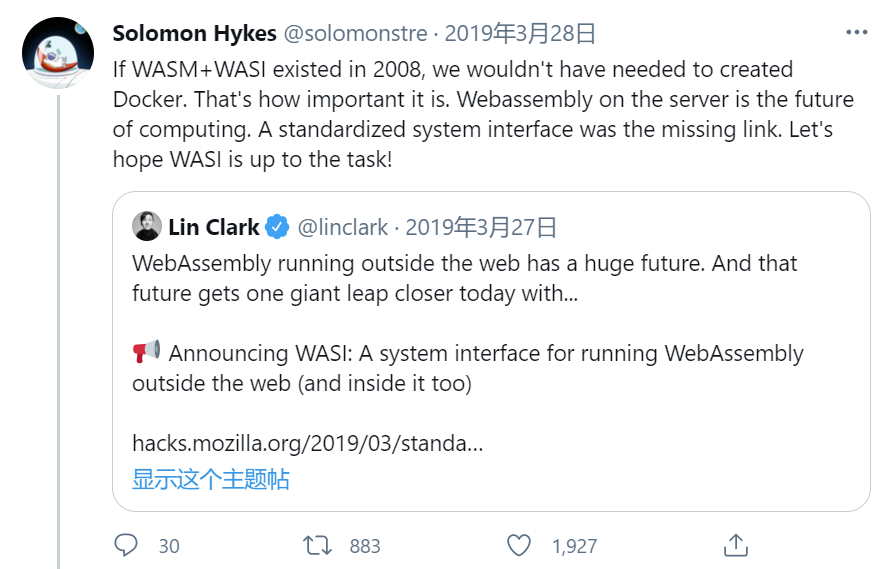 Solomon Hykes @solomonstre · 2019年3月28日
If WASM+WASI existed in 2008, we wouldn't have needed to created
Docker. That's how important it is. Webassembly on the server is the future
of computing. A standardized system interface was the missing link. Let's
hope WASI is up to the task!
Lin Clark @linclark · 2019年3月27日
WebAssembly running outside the web has a huge future. And that
future gets one giant leap closer today with...
📢 Announcing WASI: A system interface for running WebAssembly
outside the web (and inside it too)
hacks.mozilla.org/2019/03/standa...
显示这个主题帖
30 883 1,927